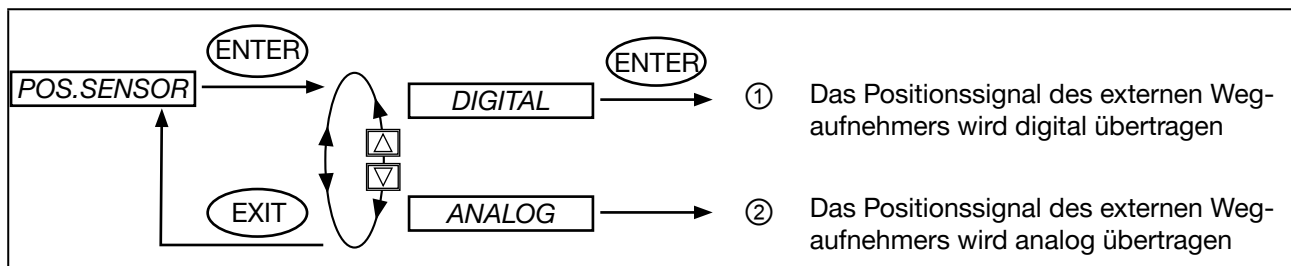 ENTER
POS.SENSOR
ENTER
DIGITAL
① Das Positionssignal des externen Weg-
aufnehmers wird digital übertragen
EXIT
ANALOG
② Das Positionssignal des externen Weg-
aufnehmers wird analog übertragen